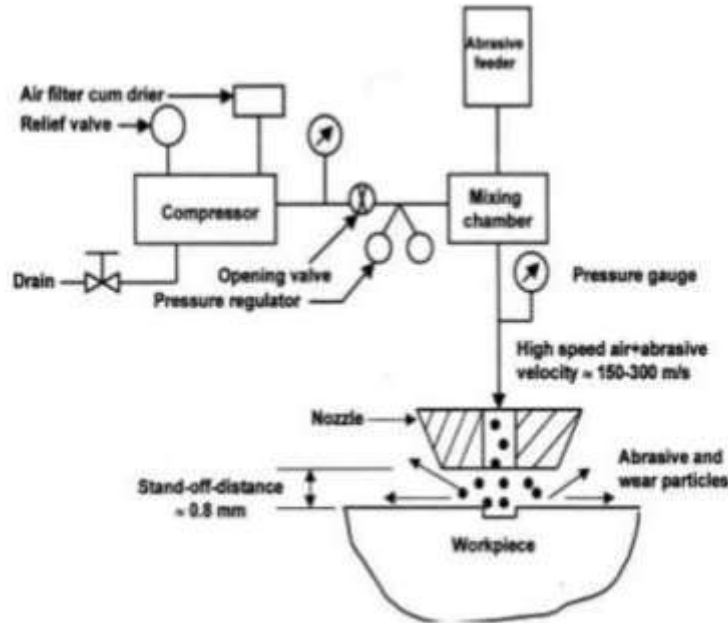 Abrasive
feeder
Air filter cum drier
Relief valve
Compressor
Mixing
chamber
Opening valve
Drain
Pressure regulator
Pressure gauge
High speed air+abrasive
velocity ≈ 150-300 m/s
Nozzle
Abrasive and
wear particles
Stand-off-distance
≈ 0.8 mm
Workpiece